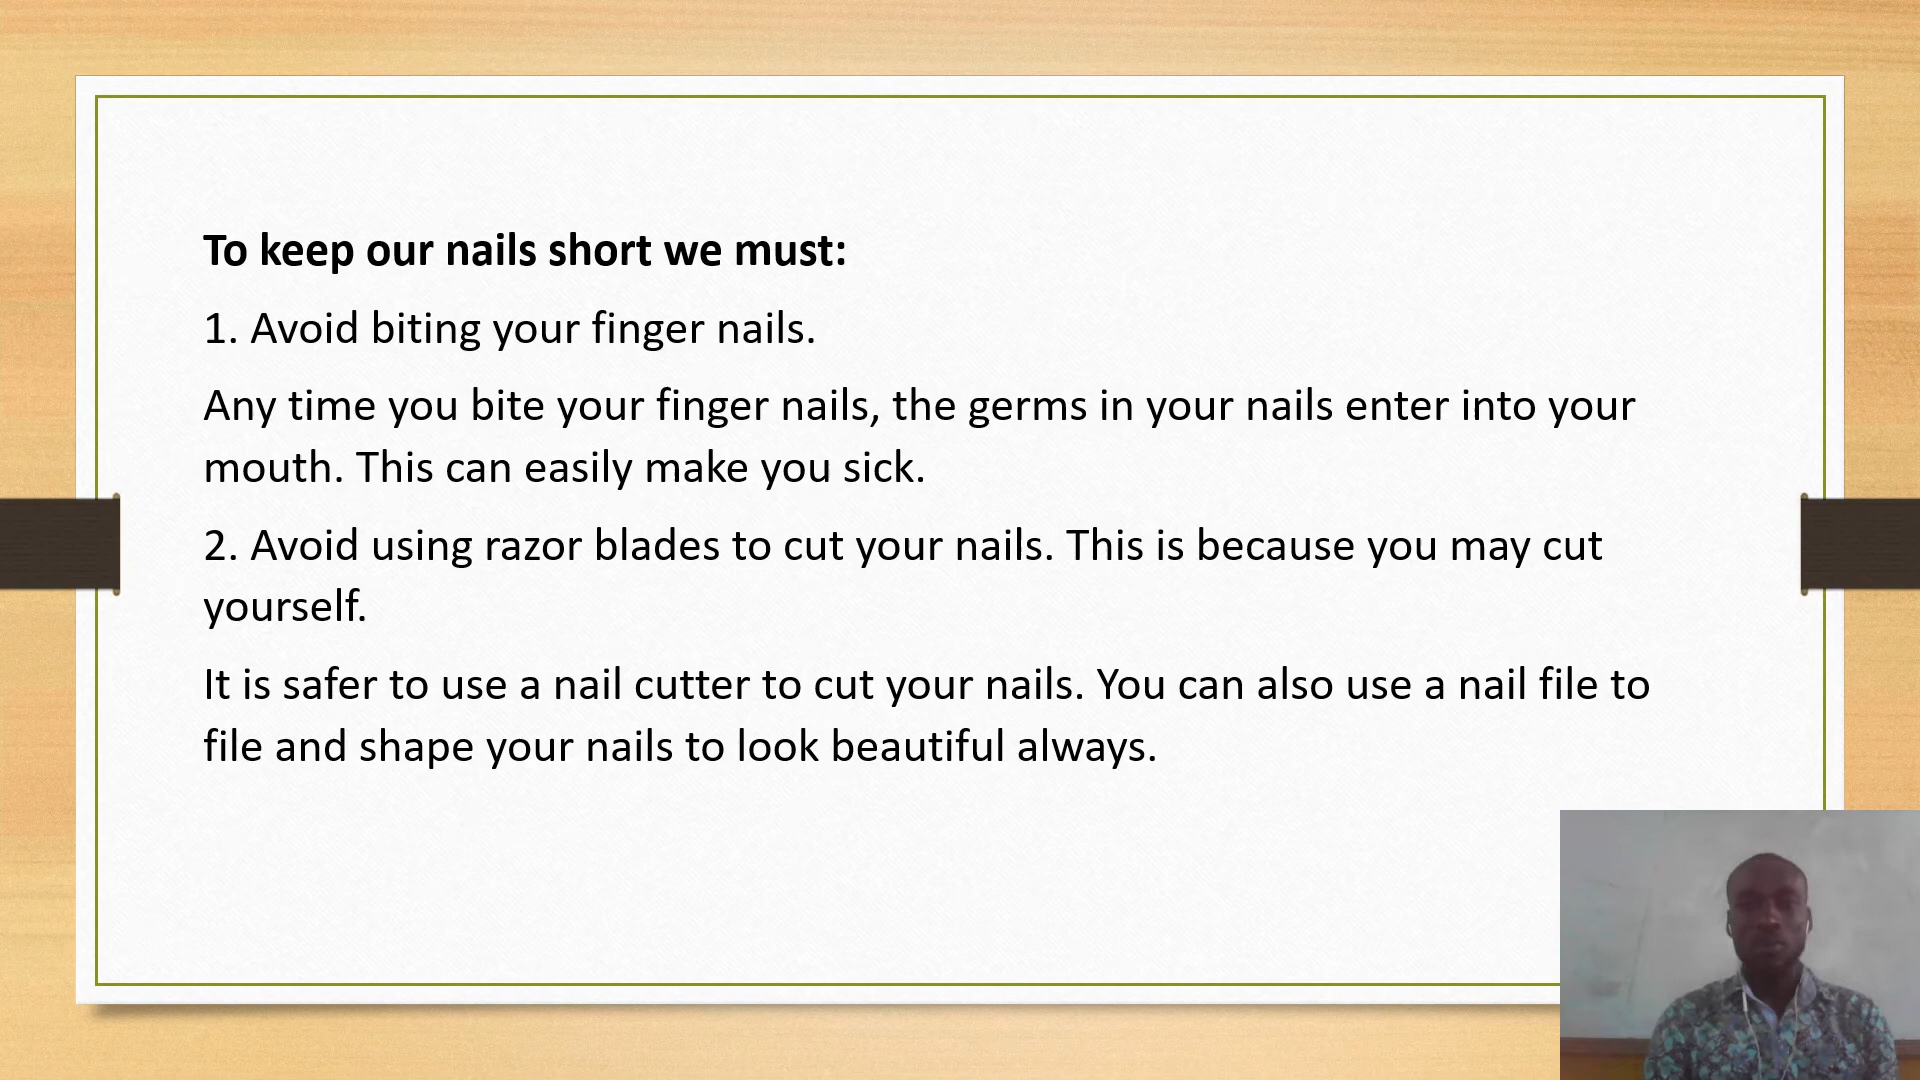 To keep our nails short we must:
1. Avoid biting your finger nails.
Any time you bite your finger nails, the germs in your nails enter into your
mouth. This can easily make you sick.
2. Avoid using razor blades to cut your nails. This is because you may cut
yourself.
It is safer to use a nail cutter to cut your nails. You can also use a nail file to
file and shape your nails to look beautiful always.